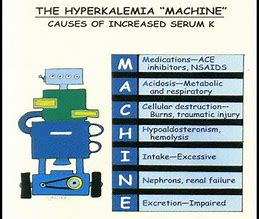 THE HYPERKALEMIA "MACHINE"
CAUSES OF INCREASED SERUM K
M Medications—ACE
inhibitors, NSAIDS
A Acidosis—Metabolic
and respiratory
C Cellular destruction—
Burns, traumatic injury
H Hypoaldosteronism,
hemolysis
I Intake—Excessive
N Nephrons, renal failure
E Excretion—Impaired